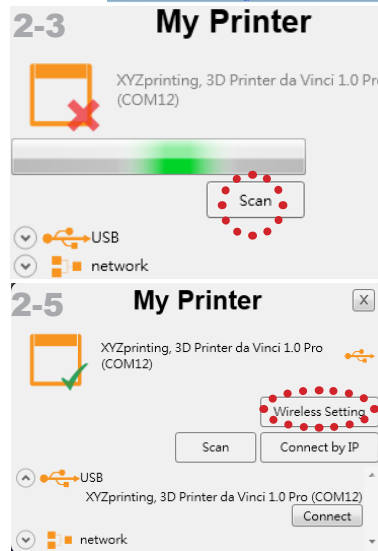 2-3
My Printer
XYZprinting, 3D Printer da Vinci 1.0 Pr
(COM12)
Scan
USB
network
2-5
My Printer
X
XYZprinting, 3D Printer da Vinci 1.0 Pro
(COM12)
Wireless Setting
Scan
Connect by IP
USB
XYZprinting, 3D Printer da Vinci 1.0 Pro (COM12)
Connect
network